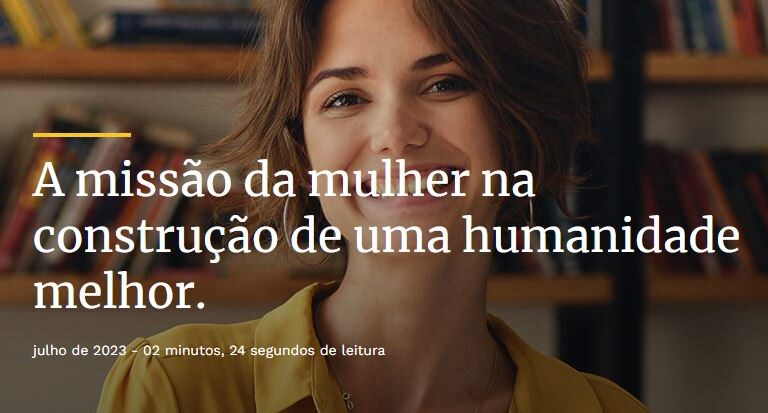 A missão da mulher na
construção de uma humanidade
melhor.
julho de 2023 - 02 minutos, 24 segundos de leitura